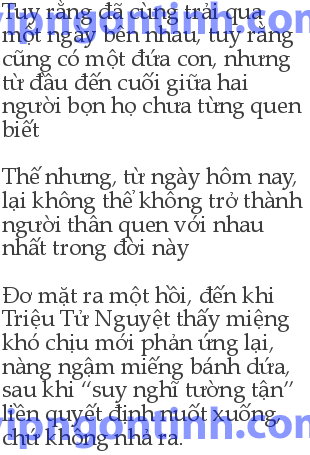 Tuy rằng đã cùng trải qua
một ngày bên nhau, tuy rằng
cũng có một đứa con, nhưng
từ đầu đến cuối giữa hai
người bọn họ chưa từng quen
biết
Thế nhưng, từ ngày hôm nay,
lại không thể không trở thành
người thân quen với nhau
nhất trong đời này
Đơ mặt ra một hồi, đến khi
Triệu Tử Nguyệt thấy miệng
khó chịu mới phản ứng lại,
nàng ngậm miếng bánh dứa,
sau khi “suy nghĩ tường tận”
liền quyết định nuốt xuống,
chứ không nhả ra.
vipngontinh.com
vipngontinh.com